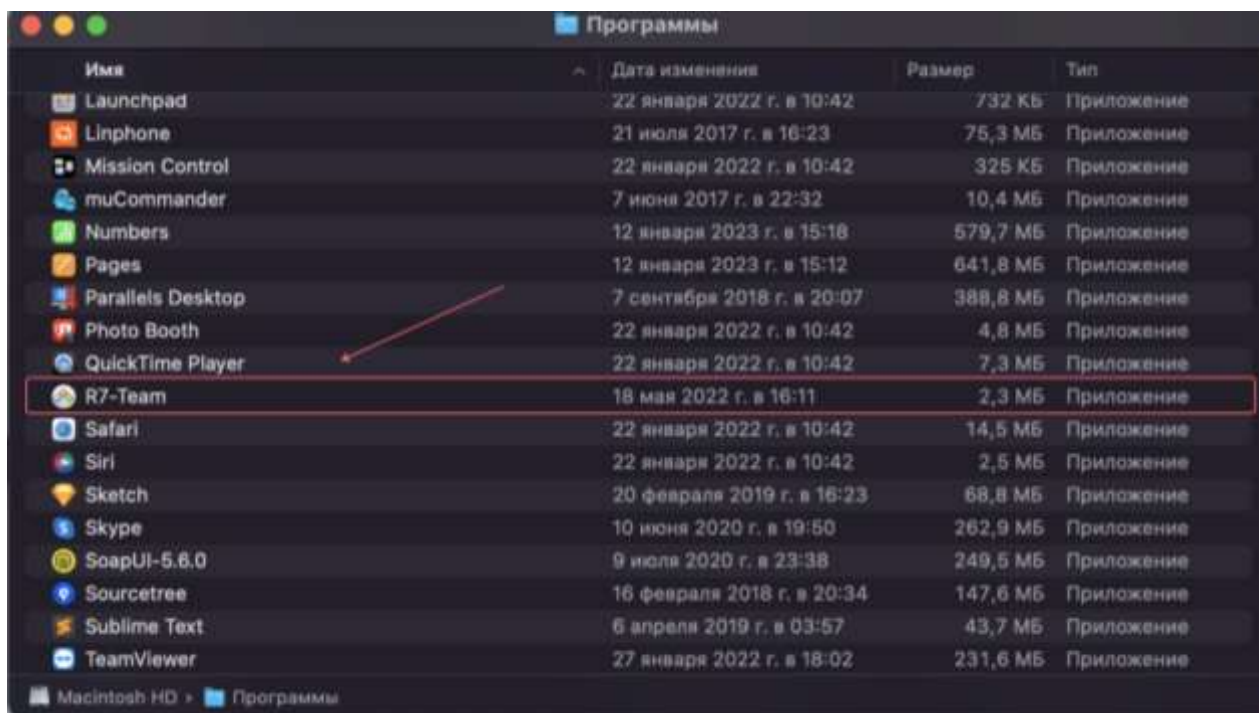 Программы
Имя Дата изменения Размер Тип
Launchpad 22 января 2022 г. в 10:42 732 КБ Приложение
Linphone 21 июля 2017 г. в 16:23 75,3 МБ Приложение
Mission Control 22 января 2022 г. в 10:42 325 КБ Приложение
muCommander 7 июня 2017 г. в 22:32 10,4 МБ Приложение
Numbers 12 января 2023 г. в 15:18 579,7 МБ Приложение
Pages 12 января 2023 г. в 15:12 641,8 МБ Приложение
Parallels Desktop 7 сентября 2018 г. в 20:07 388,8 МБ Приложение
Photo Booth 22 января 2022 г. в 10:42 4,8 МБ Приложение
QuickTime Player 22 января 2022 г. в 10:42 7,3 МБ Приложение
R7-Team 18 мая 2022 г. в 16:11 2,3 МБ Приложение
Safari 22 января 2022 г. в 10:42 14,5 МБ Приложение
Siri 22 января 2022 г. в 10:42 2,5 МБ Приложение
Sketch 20 февраля 2019 г. в 16:23 68,8 МБ Приложение
Skype 10 июня 2020 г. в 19:50 262,9 МБ Приложение
SoapUI-5.6.0 9 июля 2020 г. в 23:38 249,5 МБ Приложение
Sourcetree 16 февраля 2018 г. в 20:34 147,6 МБ Приложение
Sublime Text 6 апреля 2019 г. в 03:57 43,7 МБ Приложение
TeamViewer 27 января 2022 г. в 18:02 231,6 МБ Приложение
Macintosh HD › Программы